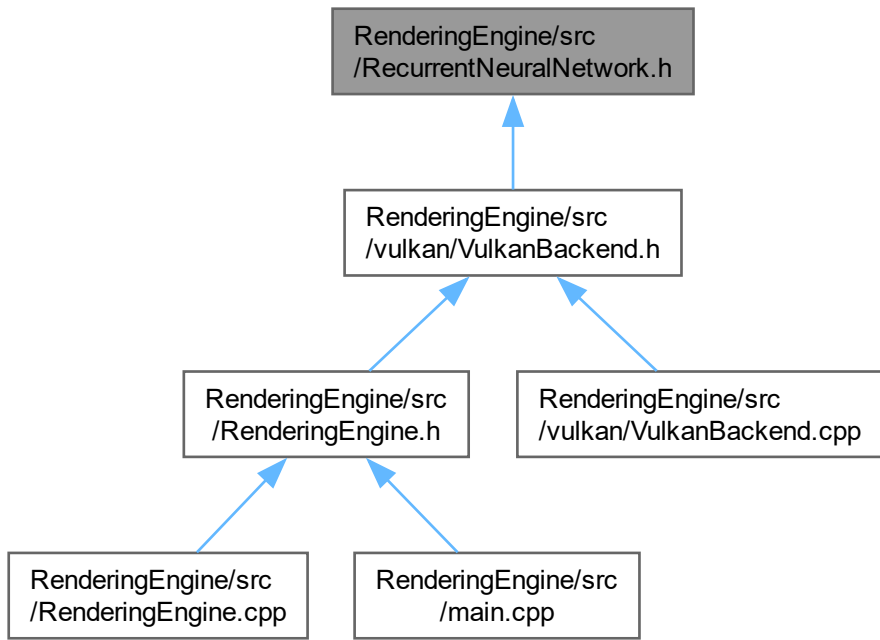 RenderingEngine/src
/RecurrentNeuralNetwork.h
RenderingEngine/src
/vulkan/VulkanBackend.h
RenderingEngine/src
/RenderingEngine.h
RenderingEngine/src
/vulkan/VulkanBackend.cpp
RenderingEngine/src
/RenderingEngine.cpp
RenderingEngine/src
/main.cpp